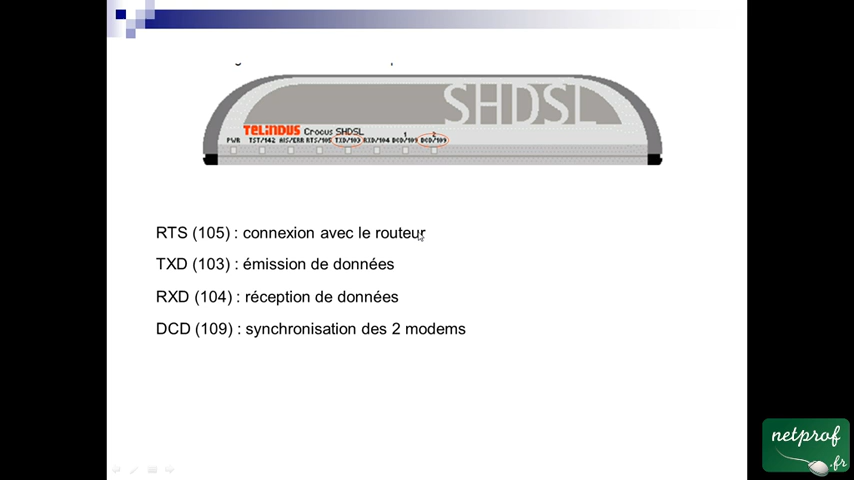 SHDSL
TELINDUS Crocus SHDSL
1 2
PWR TST/142 AIS/ERR RTS/105 TXD/103 RXD/104 DCD/109 DCD/109
RTS (105) : connexion avec le routeur
TXD (103) : émission de données
RXD (104) : réception de données
DCD (109) : synchronisation des 2 modems
netprof
.fr